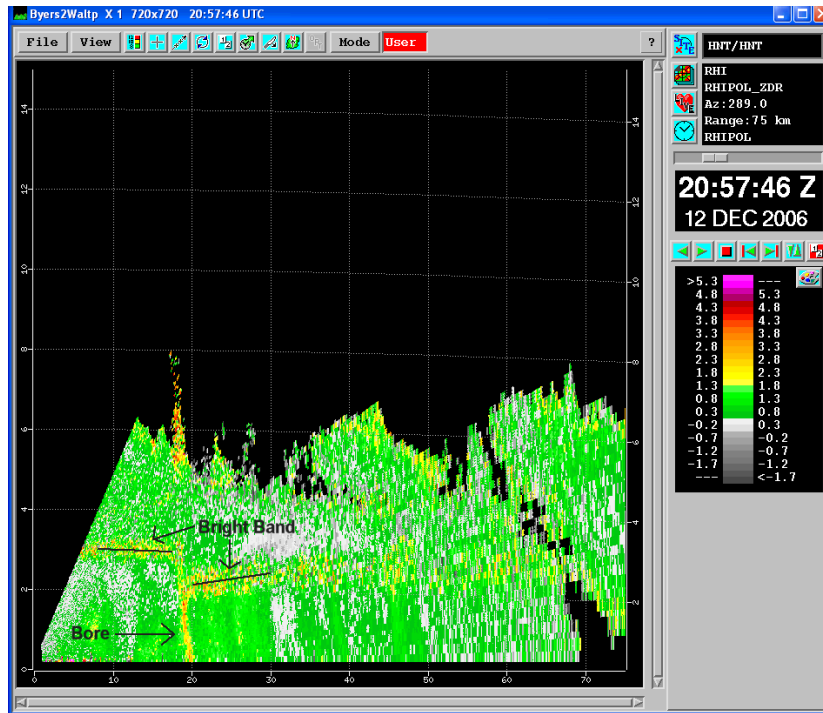 Byers2Waltp X 1 720x720 20:57:46 UTC
File View Mode User ?
HNT/HNT
RHI
RHIPOL_ZDR
Az:289.0
Range:75 km
RHIPOL
20:57:46 Z
12 DEC 2006
>5.3 ---
4.8 5.3
4.3 4.8
3.8 4.3
3.3 3.8
2.8 3.3
2.3 2.8
1.8 2.3
1.3 1.8
0.8 1.3
0.3 0.8
-0.2 0.3
-0.7 -0.2
-1.2 -0.7
-1.7 -1.2
--- <-1.7
14 14
12 12
10 10
8 8
6 6
4 4
Bright Band
2 2
Bore
0
0 10 20 30 40 50 60 70